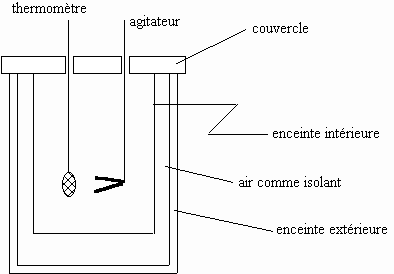 thermomètre
agitateur
couvercle
enceinte intérieure
air comme isolant
enceinte extérieure